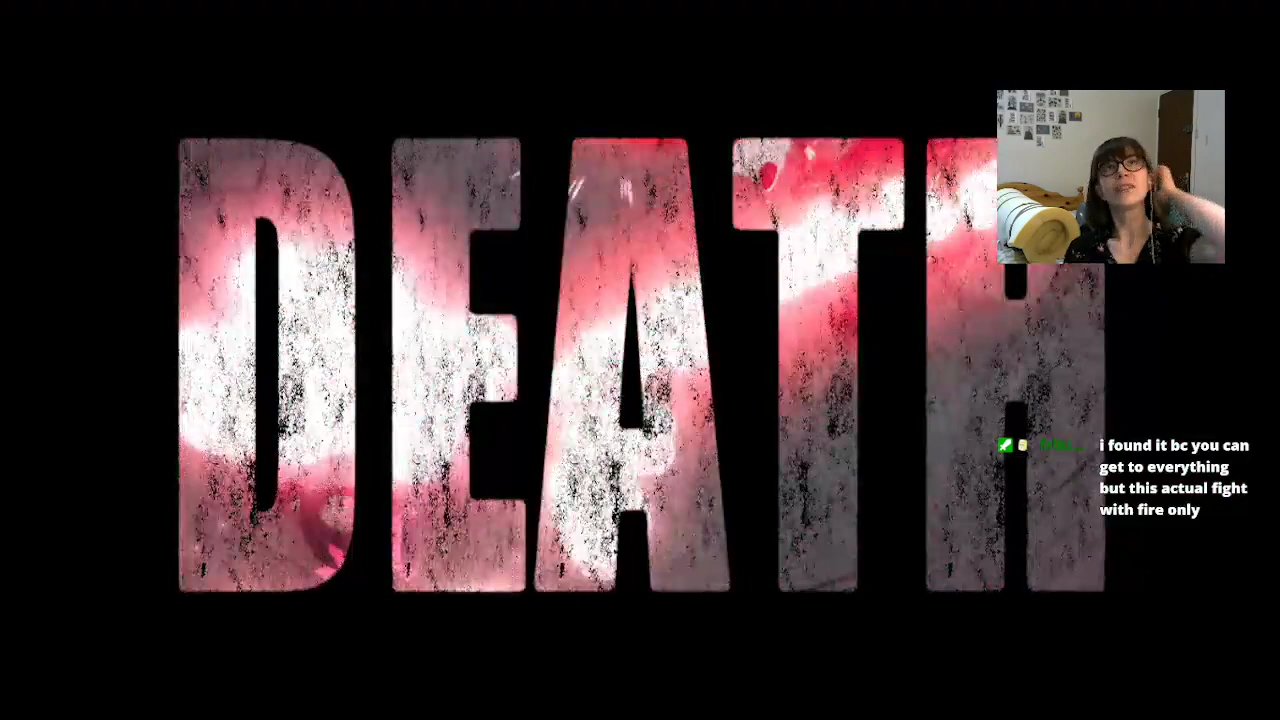 DEATH
i found it bc you can
get to everything
but this actual fight
with fire only